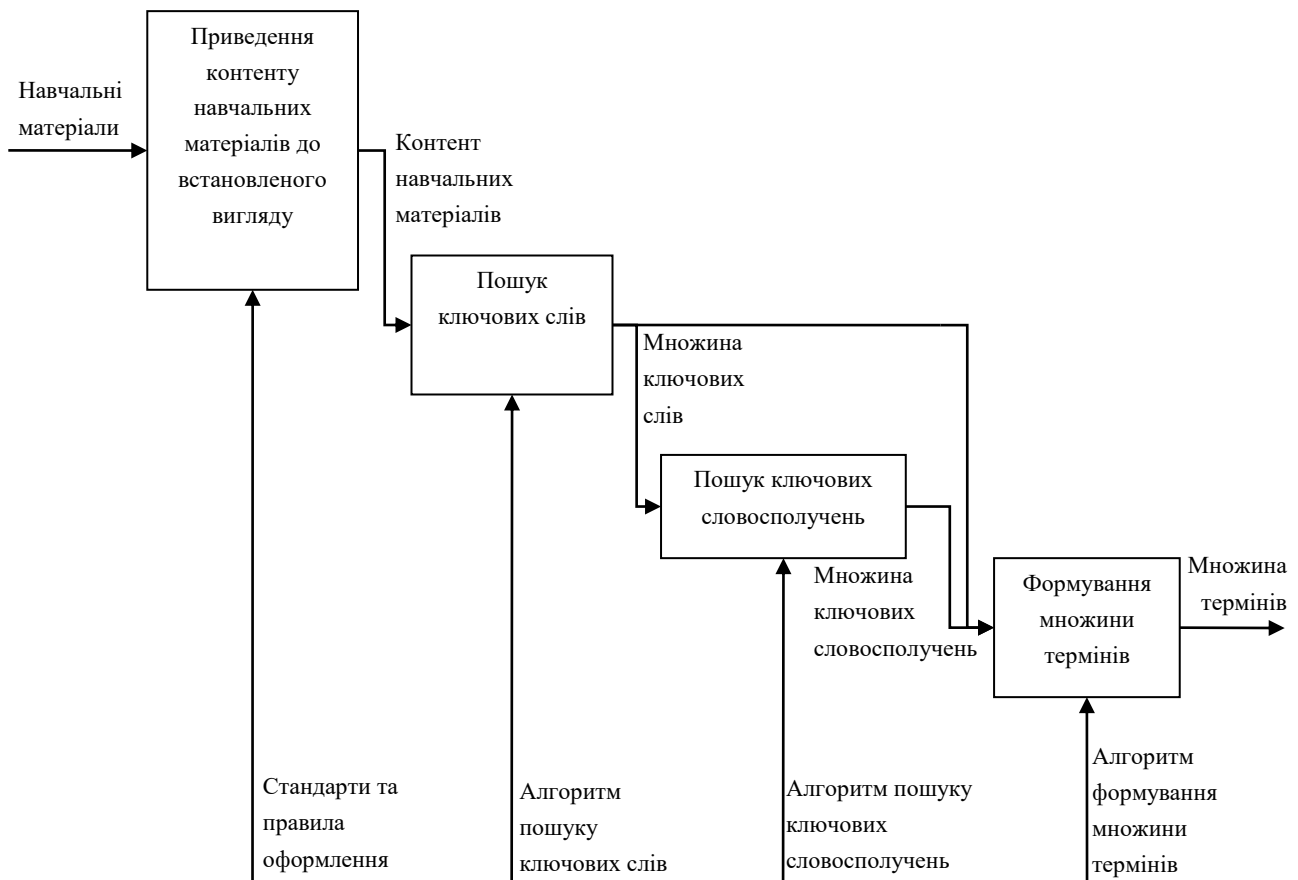 Приведення
контенту
навчальних
матеріалів до
встановленого
вигляду
Навчальні
матеріали
Контент
навчальних
матеріалів
Пошук
ключових слів
Множина
ключових
слів
Пошук ключових
словосполучень
Множина
ключових
словосполучень
Формування
множини
термінів
Множина
термінів
Стандарти та
правила
оформлення
Алгоритм
пошуку
ключових слів
Алгоритм пошуку
ключових
словосполучень
Алгоритм
формування
множини
термінів